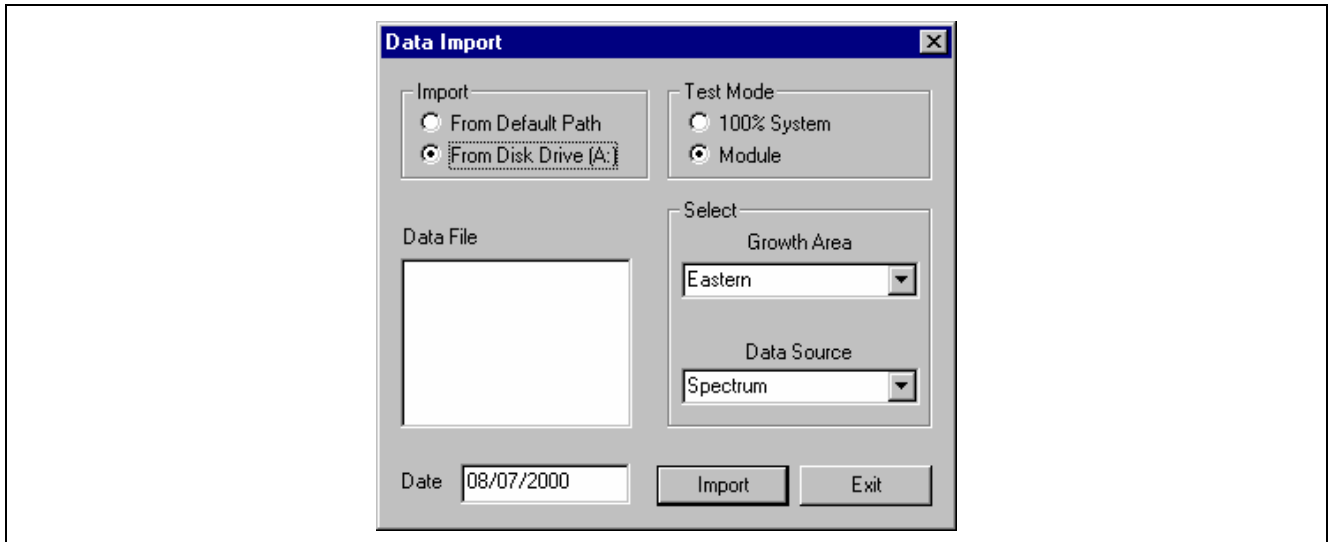 Data Import
Import
From Default Path
From Disk Drive (A:)
Test Mode
100% System
Module
Data File
Select
Growth Area
Eastern
Data Source
Spectrum
Date 08/07/2000
Import Exit